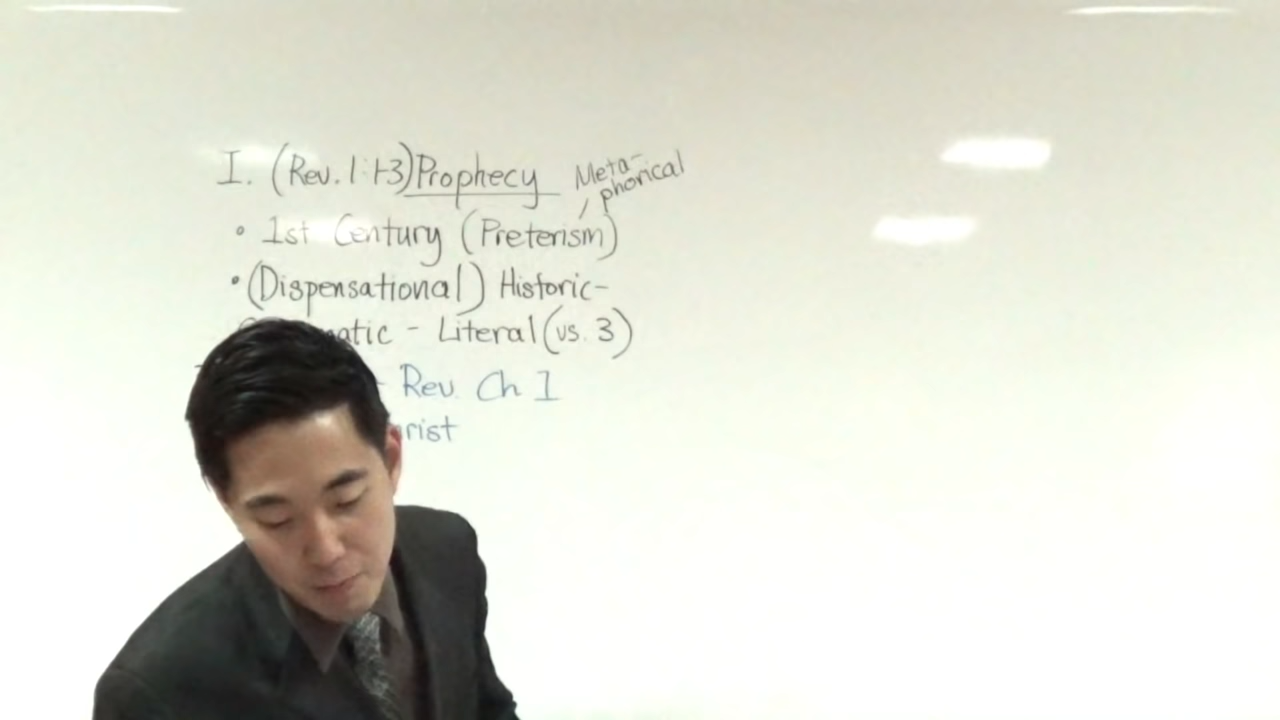 I. (Rev. 1:1-3) Prophecy
Meta-
phorical
• 1st Century (Preterism)
• (Dispensational) Historic-
matic - Literal (vs. 3)
- Rev. Ch 1
rist